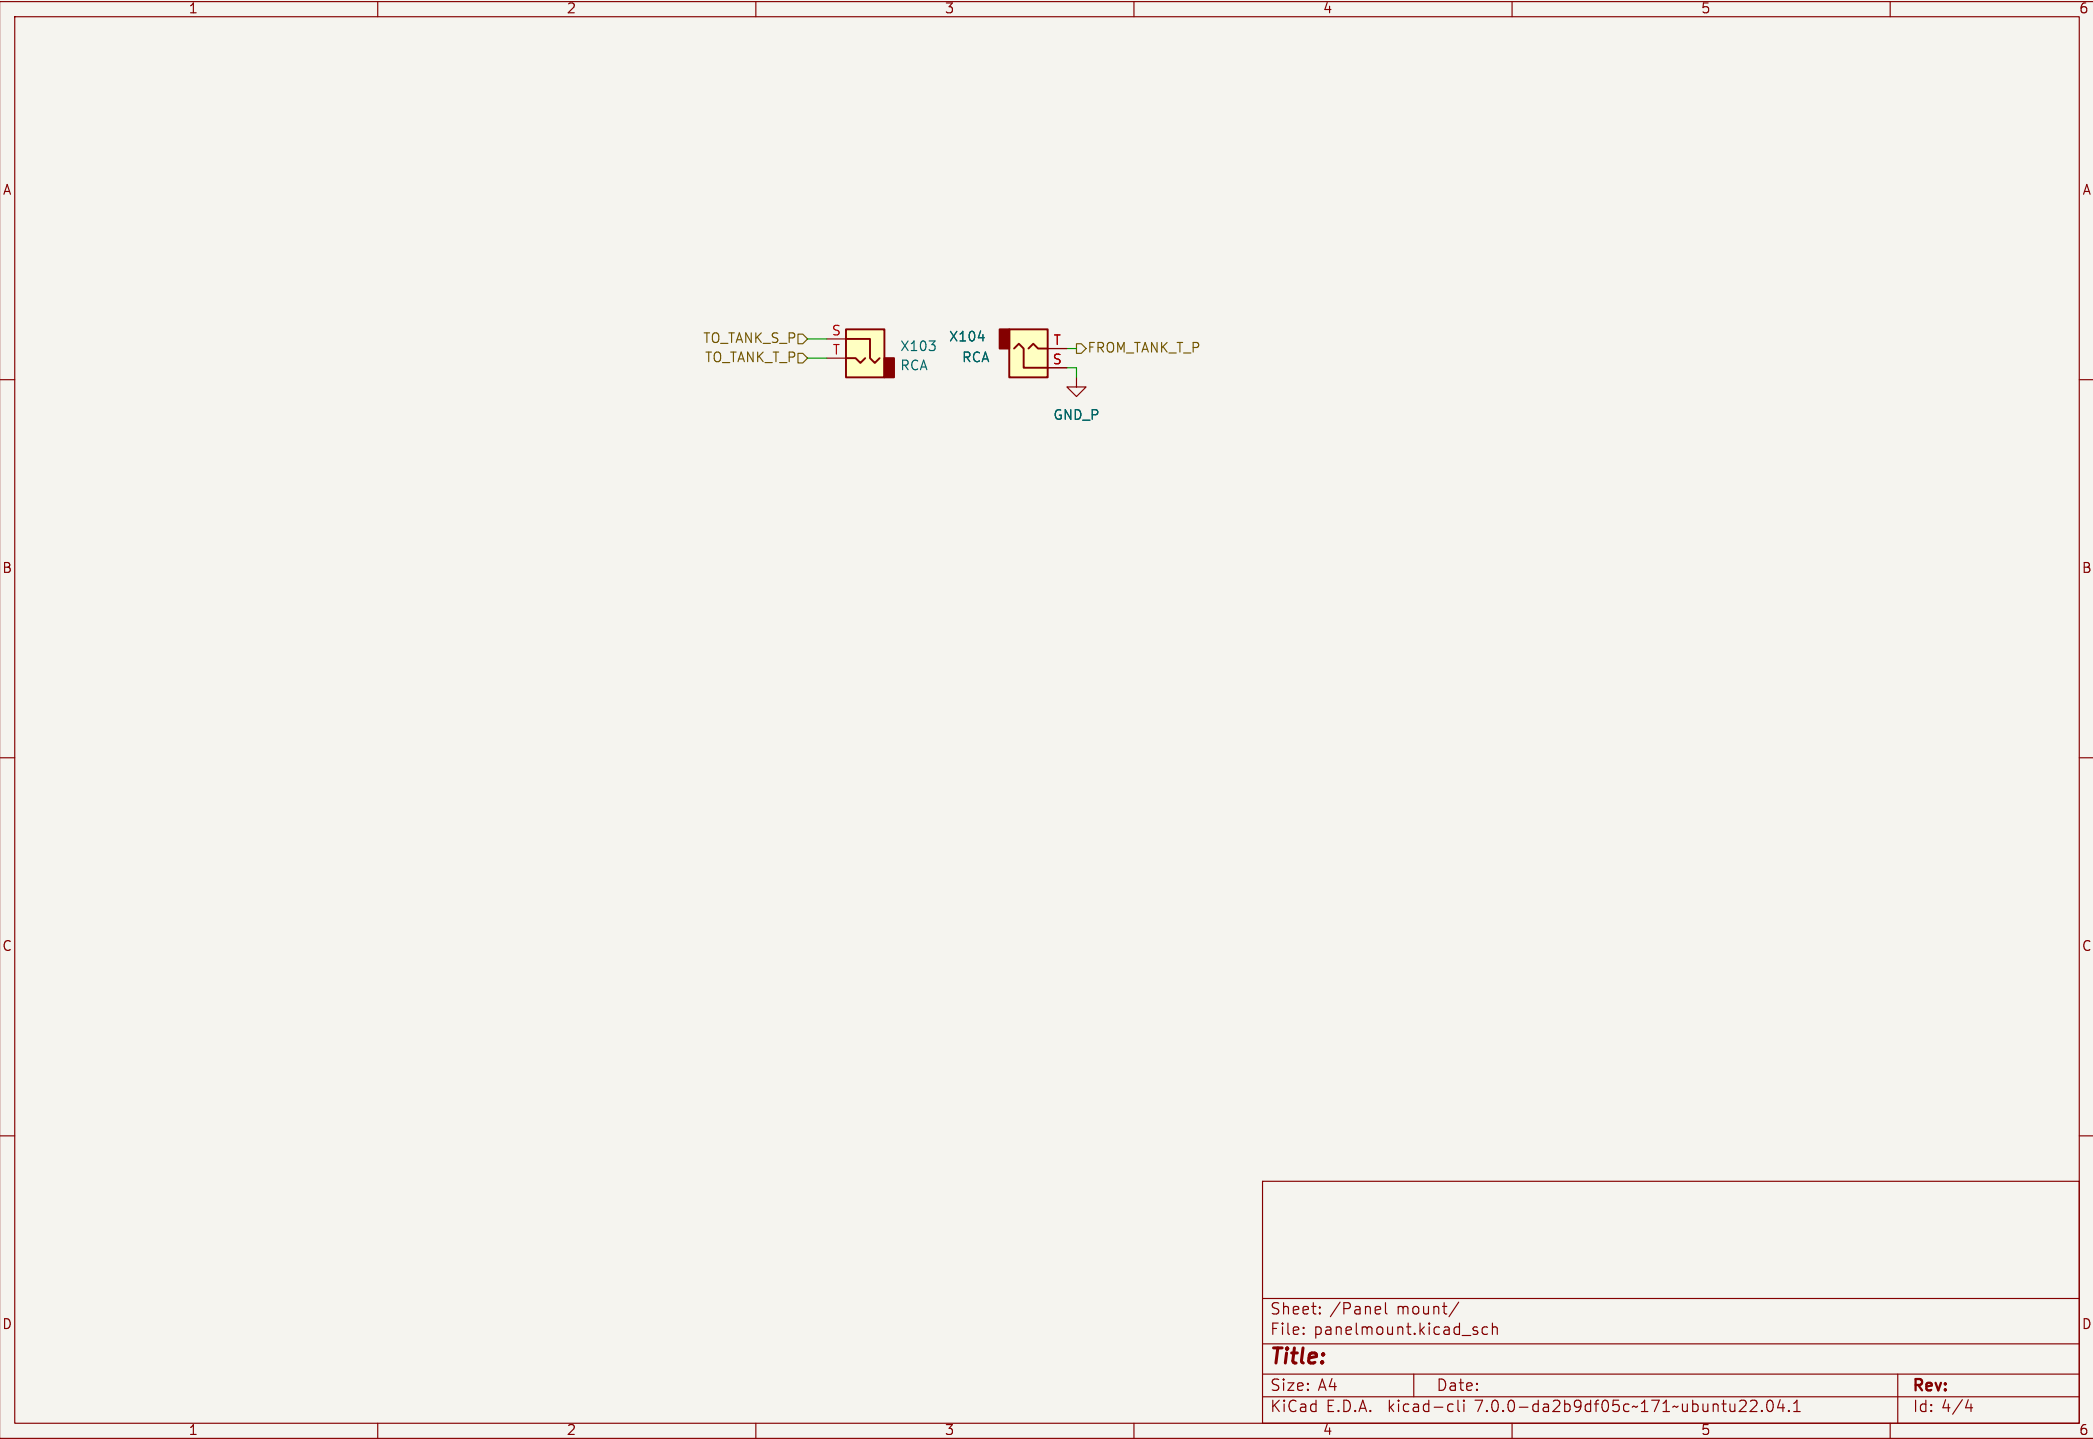 1 2 3 4 5 6
A A
S
TO_TANK_S_P
T
TO_TANK_T_P
X103
RCA
X104
RCA
T
FROM_TANK_T_P
S
GND_P
B B
C C
D D
Sheet: /Panel mount/
File: panelmount.kicad_sch
Title:
Size: A4 Date: Rev:
KiCad E.D.A. kicad-cli 7.0.0-da2b9df05c~171~ubuntu22.04.1 Id: 4/4
1 2 3 4 5 6